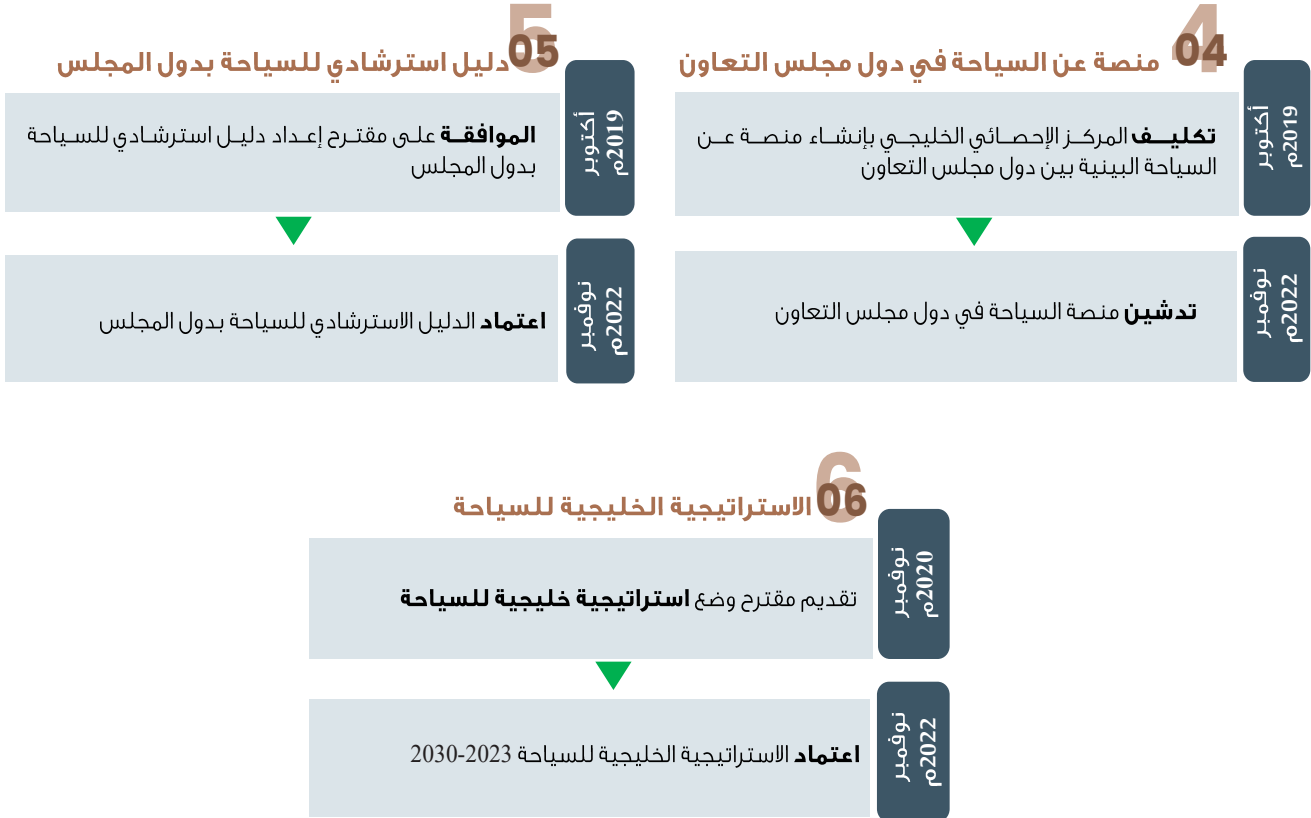 4
04
منصة عن السياحة في دول مجلس التعاون
أكتوبر
2019م
تكليف المركز الإحصائي الخليجي بإنشاء منصة عن
السياحة البينية بين دول مجلس التعاون
نوفمبر
2022م
تدشين منصة السياحة في دول مجلس التعاون
5
05
دليل استرشادي للسياحة بدول المجلس
أكتوبر
2019م
الموافقة على مقترح إعداد دليل استرشادي للسياحة
بدول المجلس
نوفمبر
2022م
اعتماد الدليل الاسترشادي للسياحة بدول المجلس
6
06
الاستراتيجية الخليجية للسياحة
نوفمبر
2020م
تقديم مقترح وضع استراتيجية خليجية للسياحة
نوفمبر
2022م
اعتماد الاستراتيجية الخليجية للسياحة 2023-2030